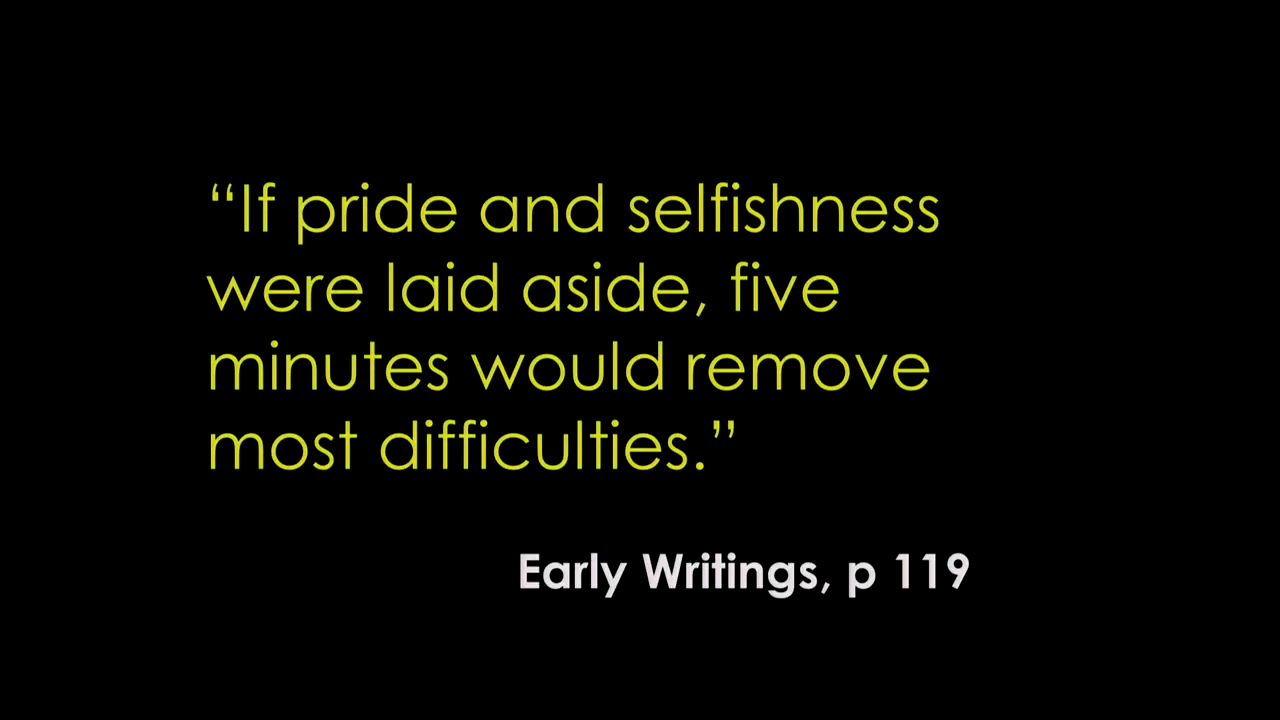 “If pride and selfishness
were laid aside, five
minutes would remove
most difficulties.”
Early Writings, p 119